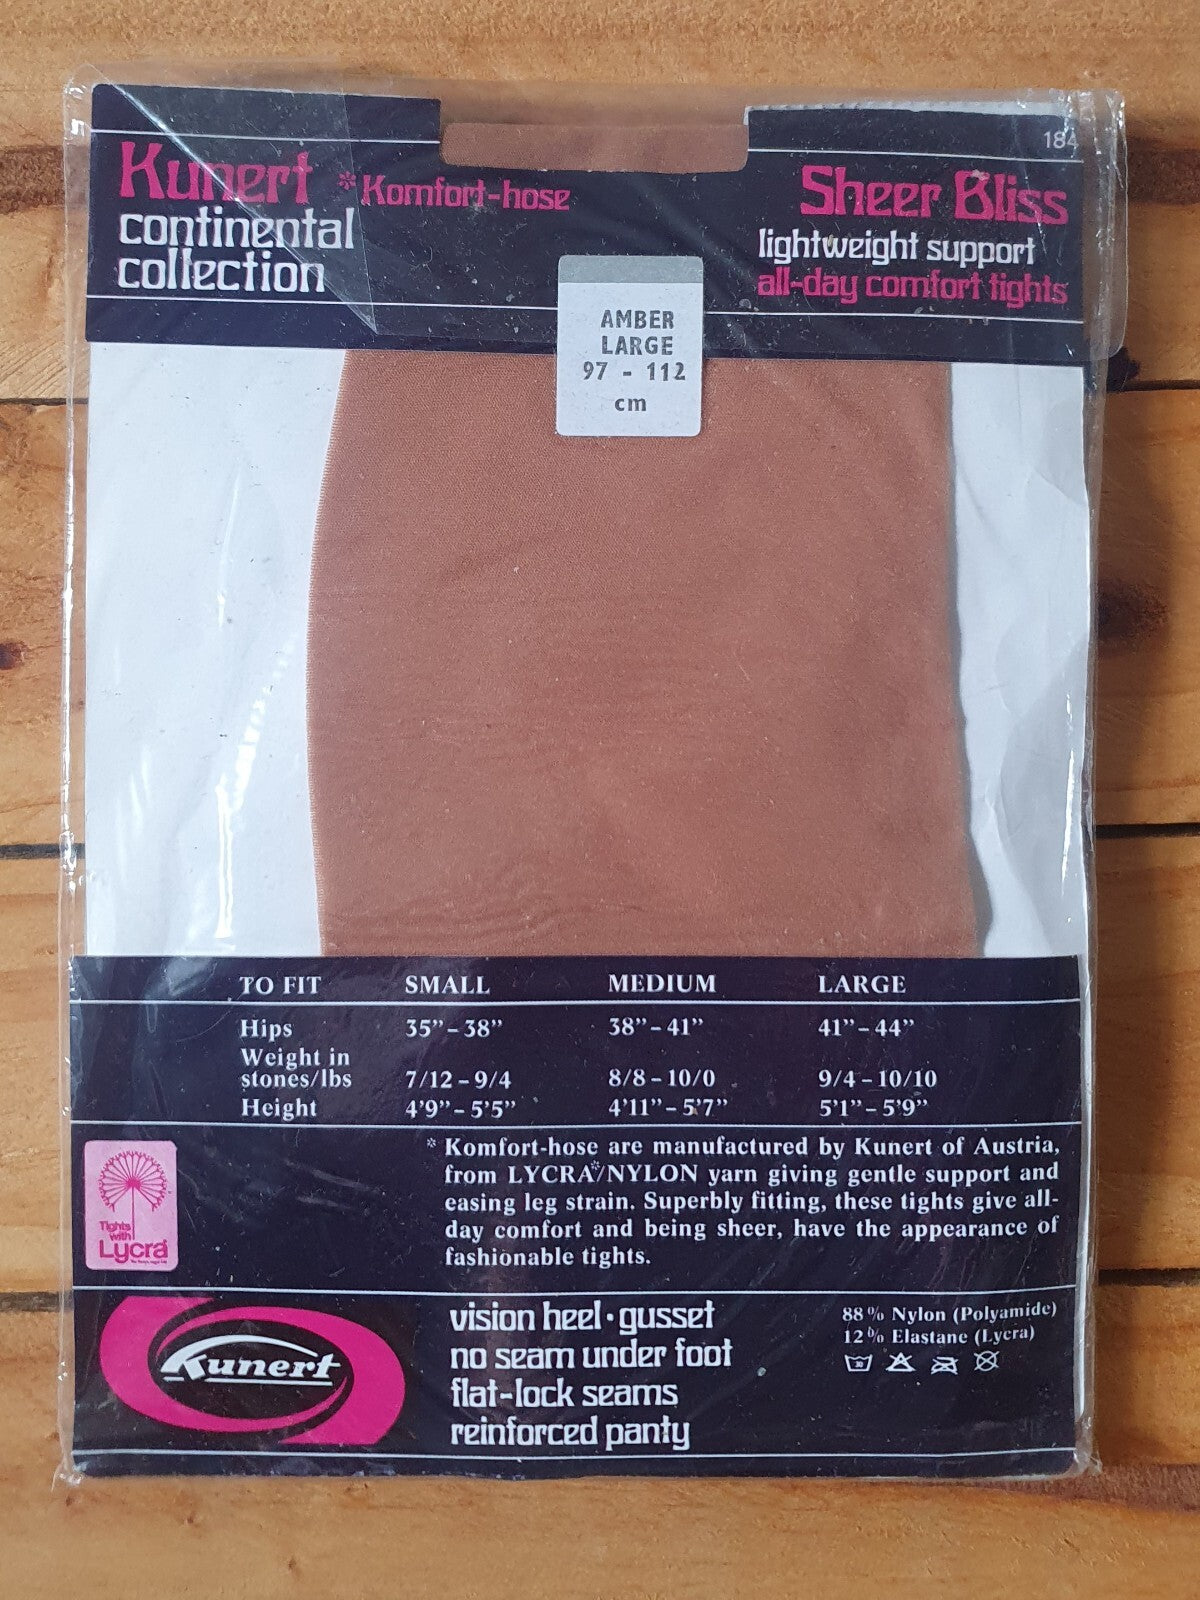 184
Kunert *Komfort-hose
continental
collection
Sheer Bliss
lightweight support
all-day comfort tights
AMBER
LARGE
97 - 112
cm
TO FIT SMALL MEDIUM LARGE
Hips 35” – 38” 38” – 41” 41” – 44”
Weight in
stones/lbs 7/12 – 9/4 8/8 – 10/0 9/4 – 10/10
Height 4’9” – 5’5” 4’11” – 5’7” 5’1” – 5’9”
* Komfort-hose are manufactured by Kunert of Austria,
from LYCRA*/NYLON yarn giving gentle support and
easing leg strain. Superbly fitting, these tights give all-
day comfort and being sheer, have the appearance of
fashionable tights.
Tights
with
Lycra
Kunert
vision heel · gusset
no seam under foot
flat-lock seams
reinforced panty
88% Nylon (Polyamide)
12% Elastane (Lycra)
30